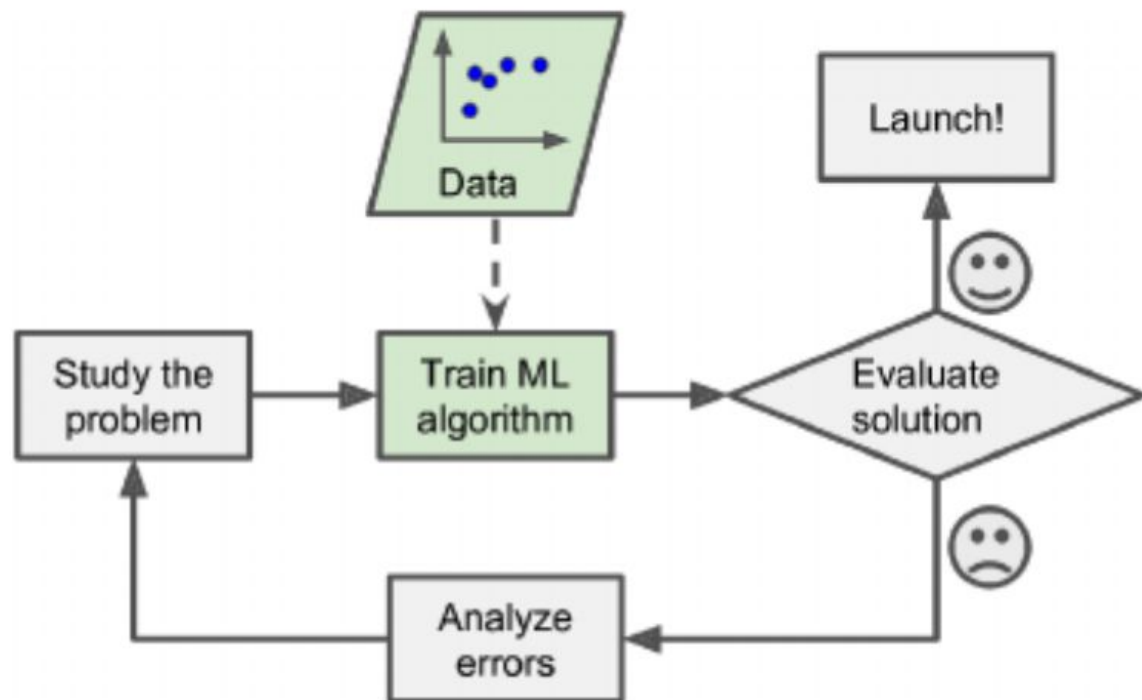 Data
Launch!
Study the
problem
Train ML
algorithm
Evaluate
solution
Analyze
errors